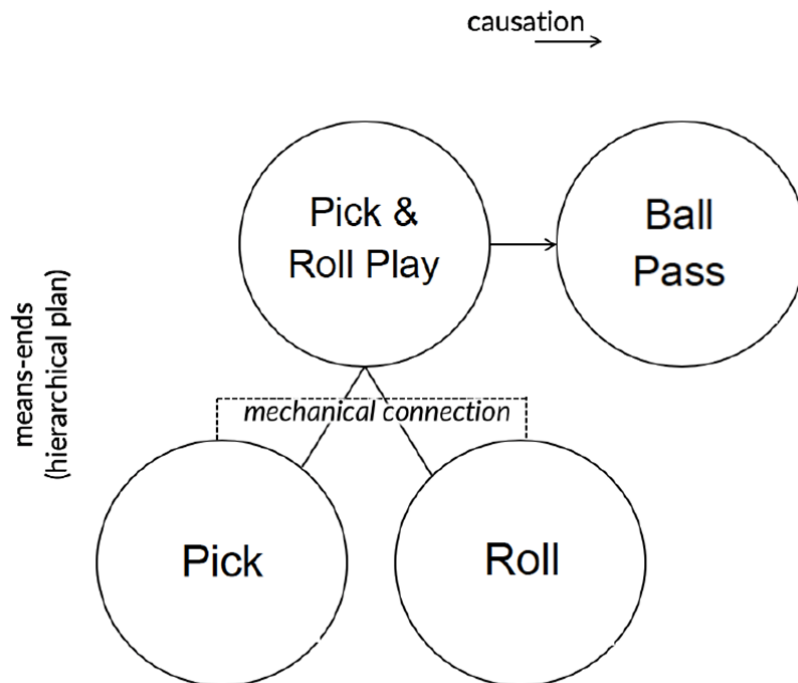 causation
Pick &
Roll Play
Ball
Pass
means-ends
(hierarchical plan)
mechanical connection
Pick
Roll